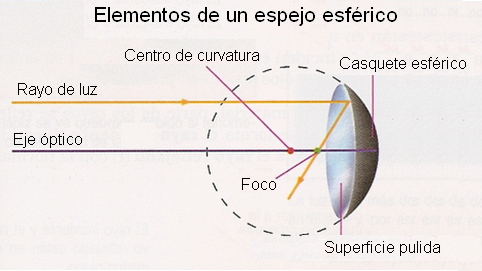 Elementos de un espejo esférico
Centro de curvatura
Casquete esférico
Rayo de luz
Eje óptico
Foco
Superficie pulida